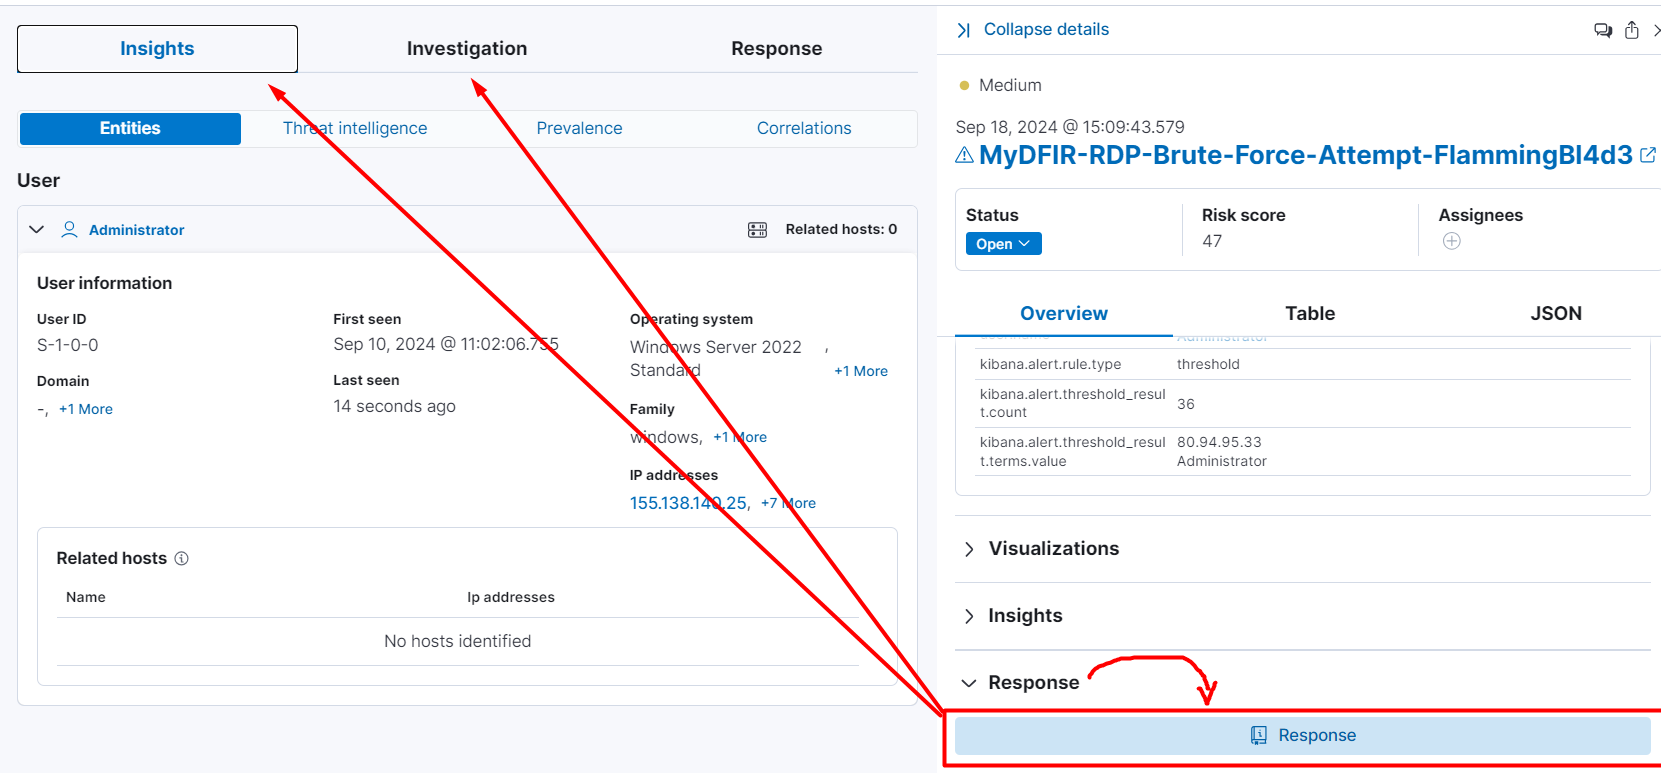 Insights Investigation Response
Entities Threat intelligence Prevalence Correlations
User
Administrator Related hosts: 0
User information
User ID
S-1-0-0
Domain
-, +1 More
First seen
Sep 10, 2024 @ 11:02:06.755
Last seen
14 seconds ago
Operating system
Windows Server 2022 ,
Standard +1 More
Family
windows, +1 More
IP addresses
155.138.140.25, +7 More
Related hosts
Name Ip addresses
No hosts identified
Collapse details
Medium
Sep 18, 2024 @ 15:09:43.579
MyDFIR-RDP-Brute-Force-Attempt-FlammingBl4d3
Status Risk score Assignees
Open 47
Overview Table JSON
Administrator
kibana.alert.rule.type threshold
kibana.alert.threshold_resul
t.count 36
kibana.alert.threshold_resul 80.94.95.33
t.terms.value Administrator
Visualizations
Insights
Response
Response